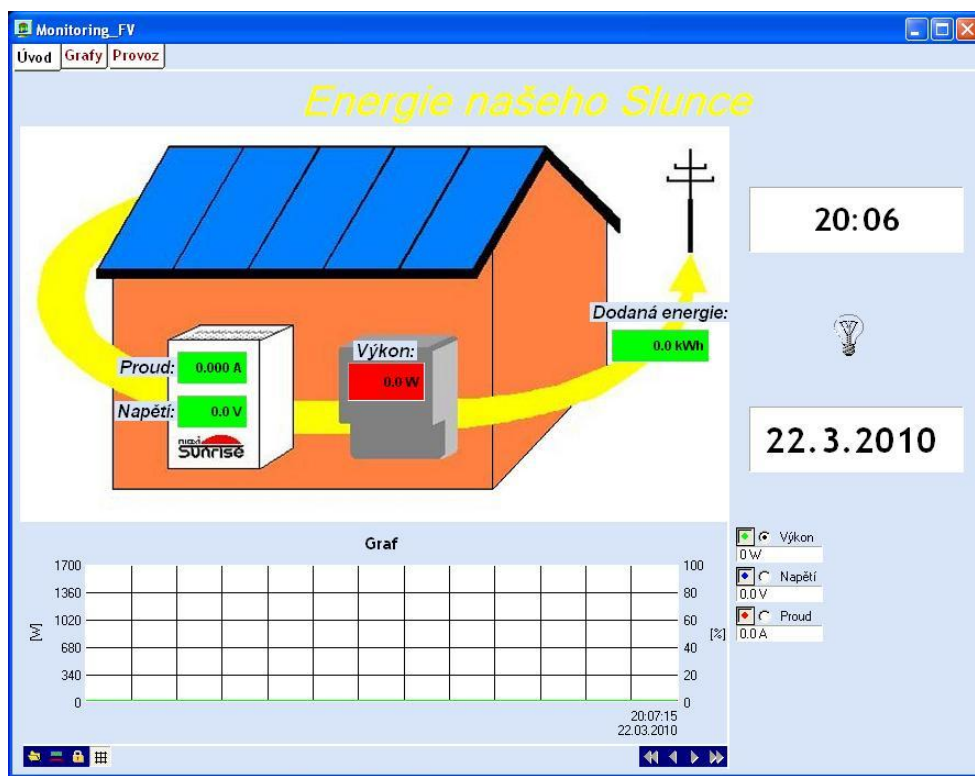 Monitoring_FV
Úvod Grafy Provoz
Energie našeho Slunce
20:06
Dodaná energie:
0.0 kWh
Výkon:
0.0 W
Proud: 0.000 A
Napětí: 0.0 V
Sunrise
22.3.2010
Graf
1700
1360
1020
680
340
0
[W]
100
80
60
40
20
0
[%]
20:07:15
22.03.2010
Výkon
0 W
Napětí
0.0 V
Proud
0.0 A